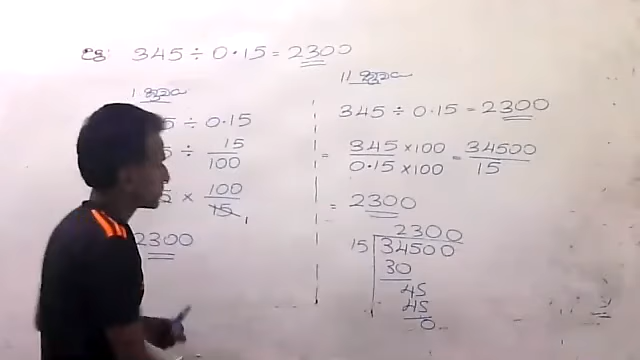 eg: 345 ÷ 0.15 = 2300
I ක්‍රමය
5 ÷ 0.15
÷ 15/100
× 100/15 1
2300
II ක්‍රමය
345 ÷ 0.15 = 2300
= 345 ×100 / 0.15 ×100 = 34500 / 15
= 2300
2300
15 34500
30
45
45
0